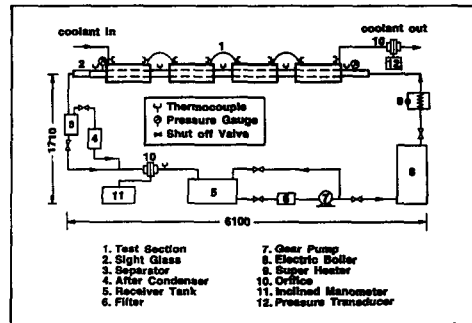 coolant in
1
coolant out
10
2
12
Thermocouple
Pressure Gauge
Shut off Valve
9
3
4
1710
10
11
5
6
7
8
6100
1. Test Section
2. Sight Glass
3. Separator
4. After Condenser
5. Receiver Tank
6. Filter
7. Gear Pump
8. Electric Boiler
9. Super Heater
10. Orifice
11. Inclined Manometer
12. Pressure Transducer